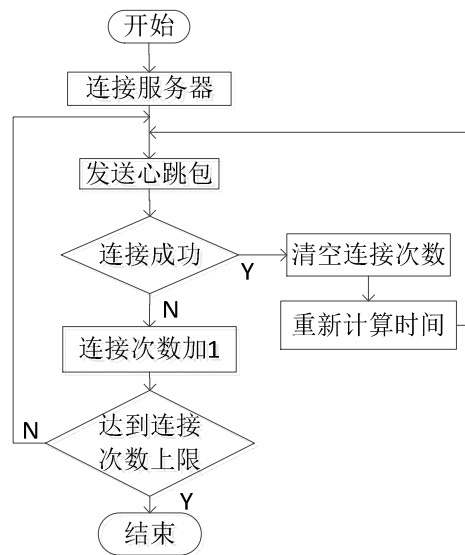 开始
连接服务器
发送心跳包
连接成功
Y
清空连接次数
N
重新计算时间
连接次数加1
N
达到连接
次数上限
Y
结束